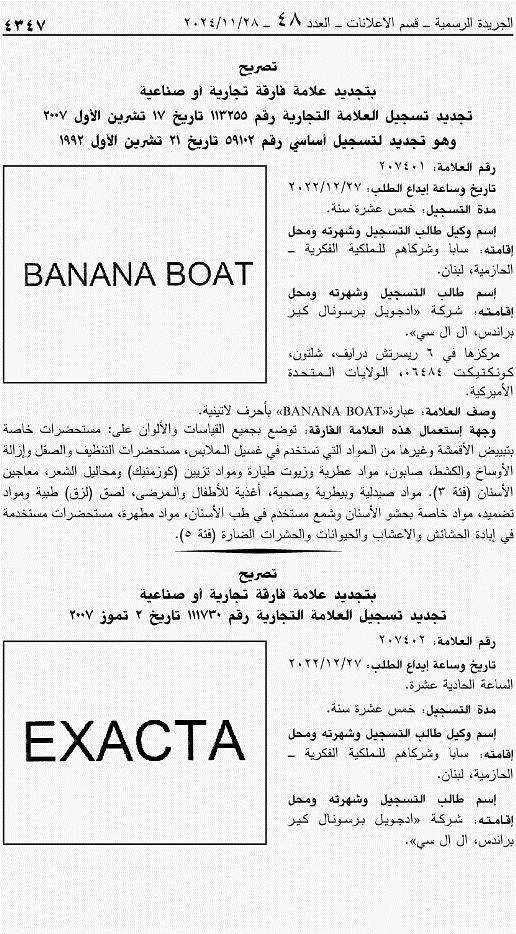 الجريدة الرسمية ــ قسم الاعلانات ــ العدد ٤٨ ــ ٢٠٢٤/١١/٢٨
٤٣٤٧
تصريح
بتجديد علامة فارقة تجارية أو صناعية
تجديد تسجيل العلامة التجارية رقم ١١٣٢٥٥ تاريخ ١٧ تشرين الأول ٢٠٠٧
وهو تجديد لتسجيل أساسي رقم ٥٩١٠٢ تاريخ ٢١ تشرين الأول ١٩٩٢
رقم العلامة: ٢٠٧٤٠١
تاريخ وساعة إيداع الطلب: ٢٠٢٢/١٢/٢٧
مدة التسجيل: خمس عشرة سنة.
إسم وكيل طالب التسجيل وشهرته ومحل
إقامته: سابا وشركاهم للملكية الفكرية ــ
الحازمية، لبنان.
إسم طالب التسجيل وشهرته ومحل
إقامته: شركة «ادجويل برسونال كير
براندس، ال ال سي».
مركزها في ٦ ريسرتش درايف، شلتون،
كونكتيكت ٠٦٤٨٤، الولايات المتحدة
الأميركية.
BANANA BOAT
وصف العلامة: عبارة«BANANA BOAT» بأحرف لاتينية.
وجهة إستعمال هذه العلامة الفارقة: توضع بجميع القياسات والألوان على: مستحضرات خاصة
بتبييض الأقمشة وغيرها من المواد التي تستخدم في غسيل الملابس، مستحضرات التنظيف والصقل وإزالة
الأوساخ والكشط، صابون، مواد عطرية وزيوت طيارة ومواد تزيين (كوزمتيك) ومحاليل الشعر، معاجين
الأسنان (فئة ٣). مواد صيدلية وبيطرية وصحية، أغذية للأطفال والمرضى، لصق (لزق) طبية ومواد
تضميد، مواد خاصة بحشو الأسنان وشمع مستخدم في طب الأسنان، مواد مطهرة، مستحضرات مستخدمة
في إبادة الحشائش والاعشاب والحيوانات والحشرات الضارة (فئة ٥).
تصريح
بتجديد علامة فارقة تجارية أو صناعية
تجديد تسجيل العلامة التجارية رقم ١١١٧٣٠ تاريخ ٢ تموز ٢٠٠٧
رقم العلامة: ٢٠٧٤٠٢
تاريخ وساعة إيداع الطلب: ٢٠٢٢/١٢/٢٧
الساعة الحادية عشرة.
مدة التسجيل: خمس عشرة سنة.
إسم وكيل طالب التسجيل وشهرته ومحل
إقامته: سابا وشركاهم للملكية الفكرية ــ
الحازمية، لبنان.
إسم طالب التسجيل وشهرته ومحل
إقامته: شركة «ادجويل برسونال كير
براندس، ال ال سي».
EXACTA